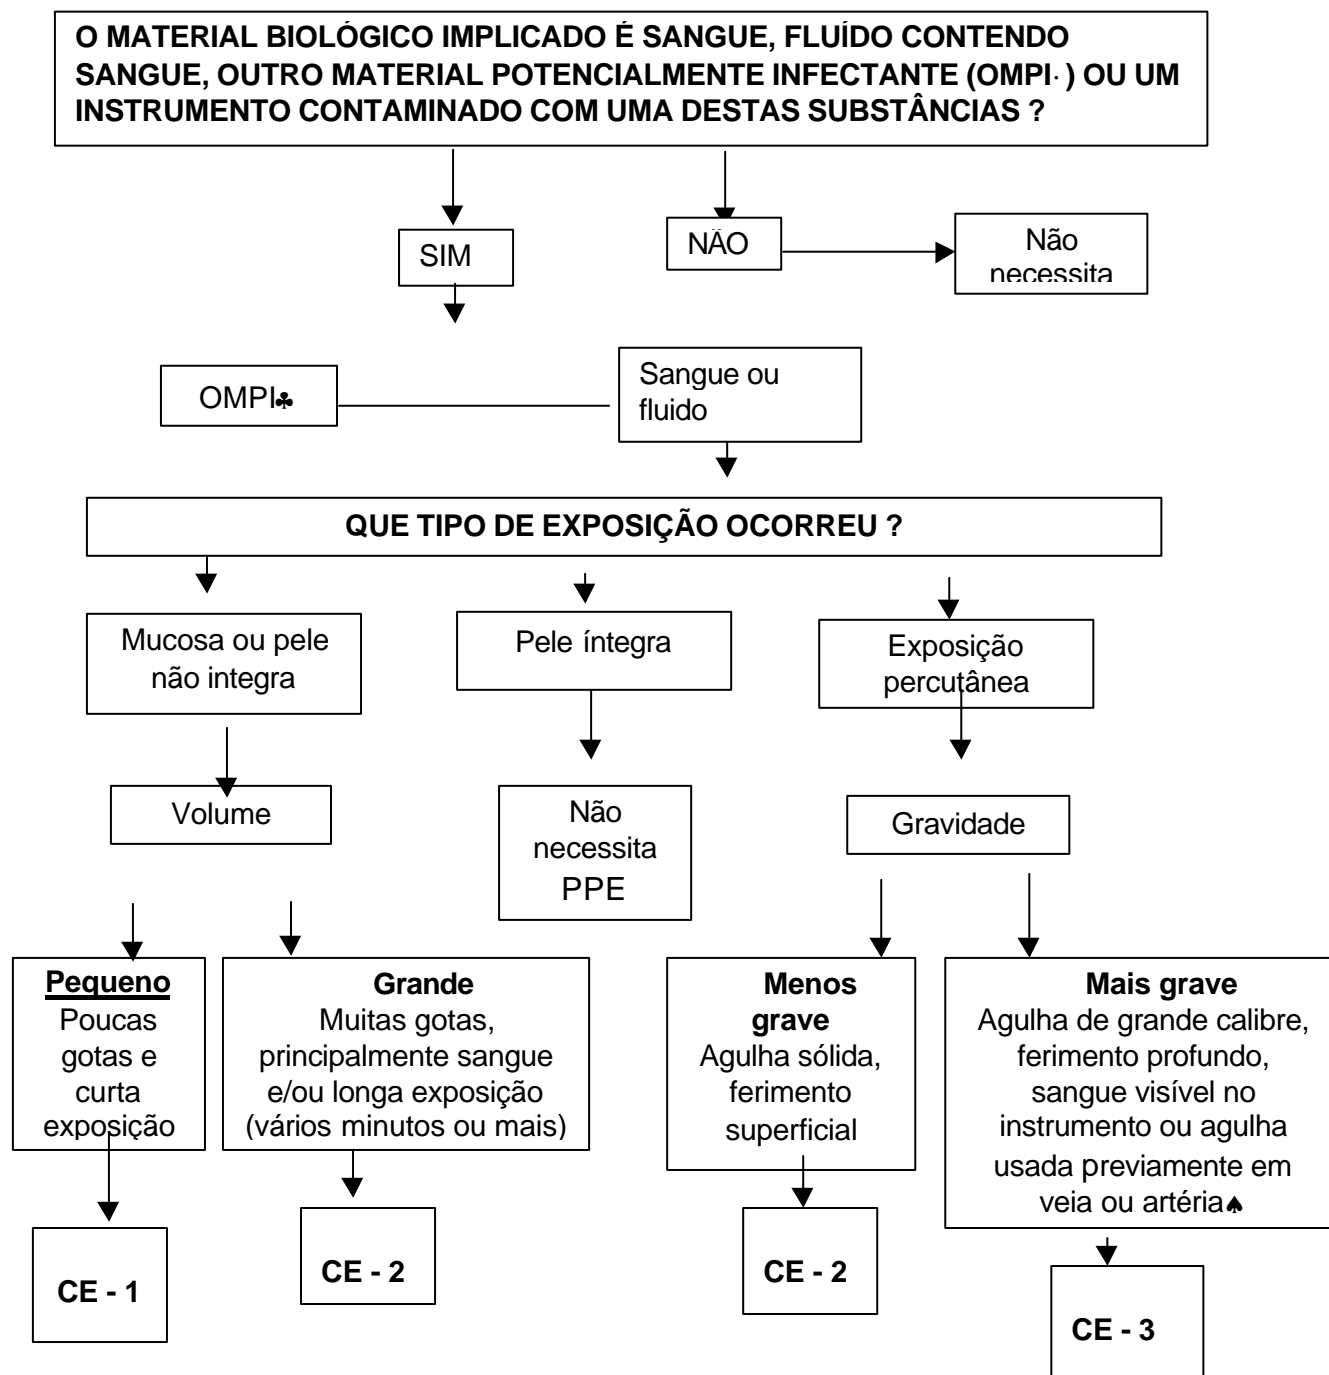 O MATERIAL BIOLÓGICO IMPLICADO É SANGUE, FLUÍDO CONTENDO
SANGUE, OUTRO MATERIAL POTENCIALMENTE INFECTANTE (OMPI· ) OU UM
INSTRUMENTO CONTAMINADO COM UMA DESTAS SUBSTÂNCIAS ?
SIM
NÃO
Não
necessita
OMPI♣
Sangue ou
fluido
QUE TIPO DE EXPOSIÇÃO OCORREU ?
Mucosa ou pele
não integra
Pele íntegra
Exposição
percutânea
Volume
Não
necessita
PPE
Gravidade
Pequeno
Poucas
gotas e
curta
exposição
Grande
Muitas gotas,
principalmente sangue
e/ou longa exposição
(vários minutos ou mais)
Menos
grave
Agulha sólida,
ferimento
superficial
Mais grave
Agulha de grande calibre,
ferimento profundo,
sangue visível no
instrumento ou agulha
usada previamente em
veia ou artéria♠
CE - 1
CE - 2
CE - 2
CE - 3